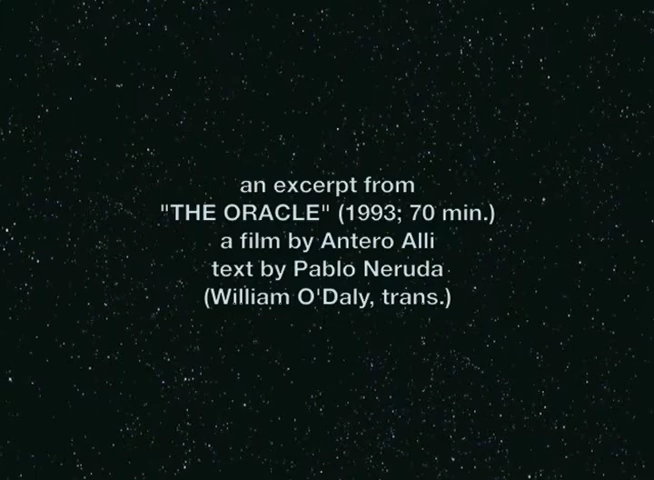 an excerpt from
"THE ORACLE" (1993; 70 min.)
a film by Antero Alli
text by Pablo Neruda
(William O'Daly, trans.)